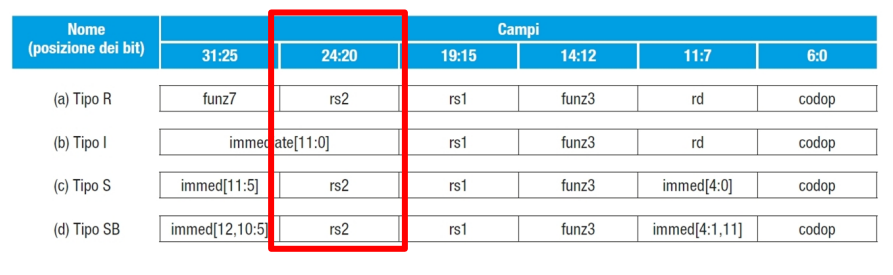 Nome
(posizione dei bit)
Campi
31:25 24:20 19:15 14:12 11:7 6:0
(a) Tipo R funz7 rs2 rs1 funz3 rd codop
(b) Tipo I immediate[11:0] rs1 funz3 rd codop
(c) Tipo S immed[11:5] rs2 rs1 funz3 immed[4:0] codop
(d) Tipo SB immed[12,10:5] rs2 rs1 funz3 immed[4:1,11] codop